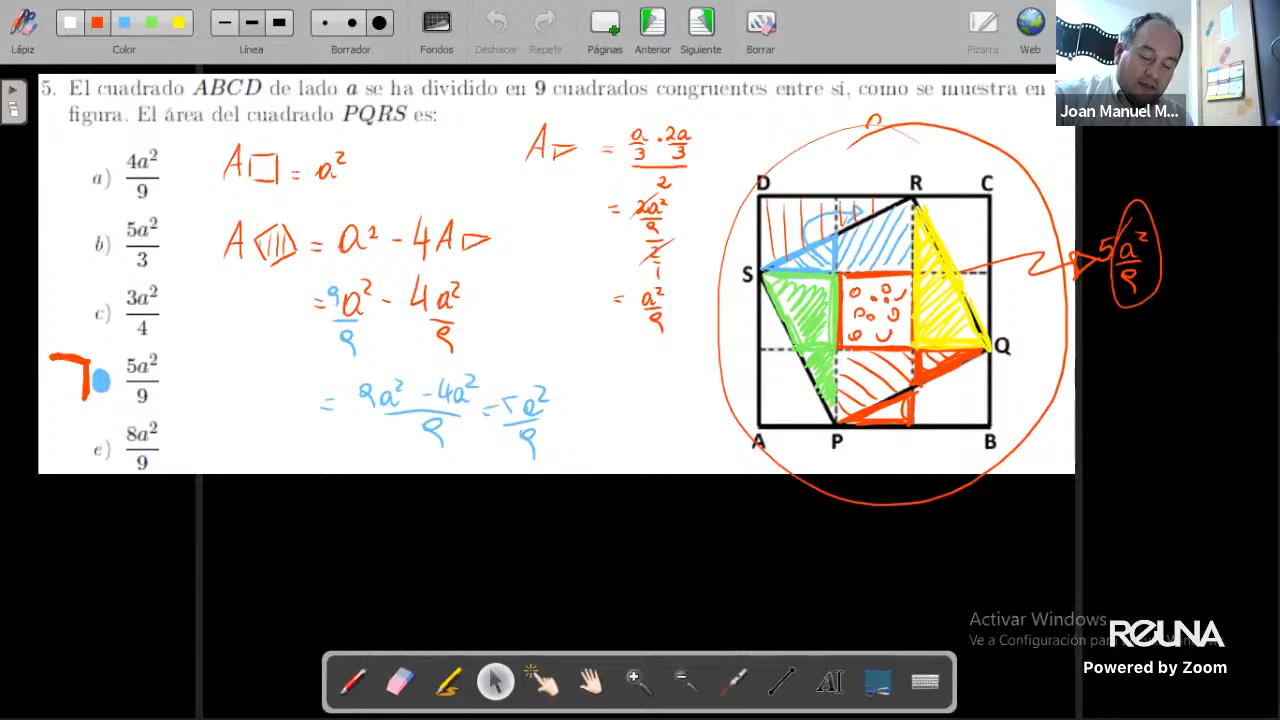 Lápiz
Color
Línea
Borrador
Fondos
Deshacer
Repetir
Páginas
Anterior
Siguiente
Borrar
Pizarra
Web
Joan Manuel M...
5. El cuadrado ABCD de lado a se ha dividido en 9 cuadrados congruentes entre sí, como se muestra en
figura. El área del cuadrado PQRS es:
a) 4a²/9
b) 5a²/3
c) 3a²/4
5a²/9
e) 8a²/9
A□ = a²
A = a² - 4A▷
= 9a²/9 - 4a²/9
= 9a² - 4a²/9 = 5a²/9
A▷ = a/3 · 2a/3 / 2
= 2a²/9 / 2/1
= a²/9
D R C
S
Q
A P B
a
5 a²/9
Activar Windows
Ve a Configuración para
REUNA
Powered by Zoom
AI